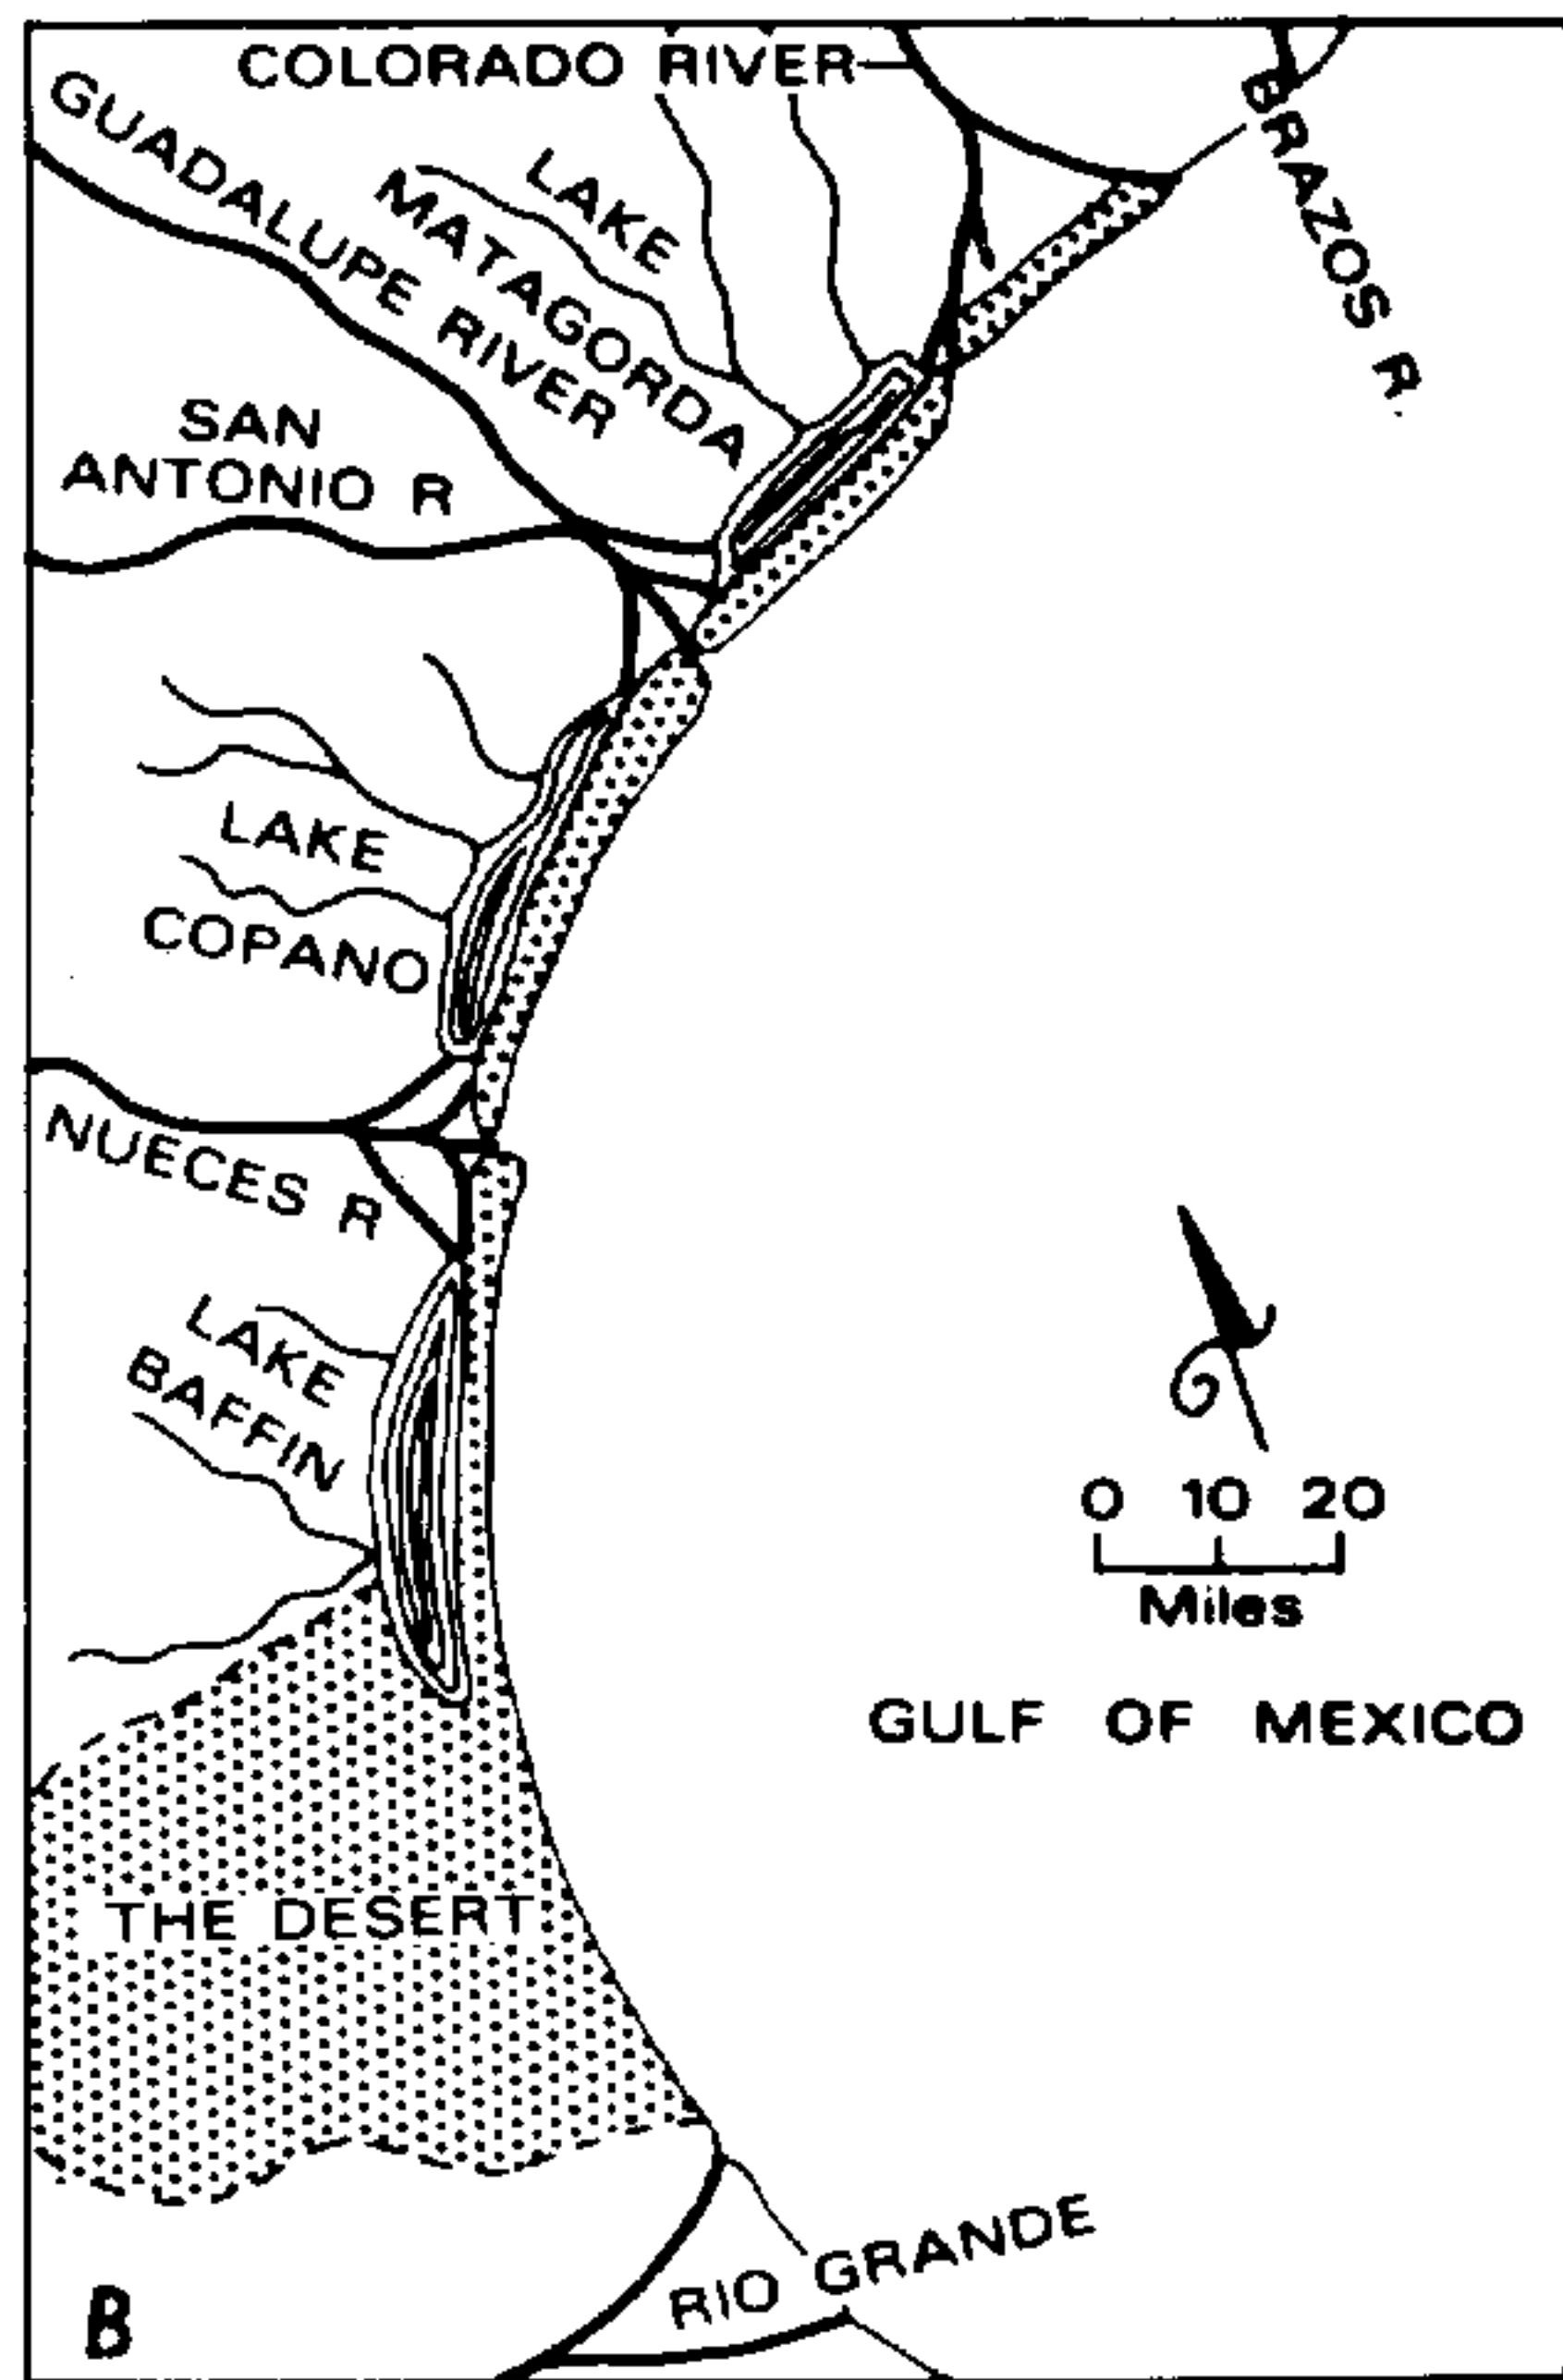 COLORADO RIVER
BRAZOS R.
GUADALUPE RIVER
LAKE
MATAGORDA
SAN
ANTONIO R
LAKE
COPANO
NUECES R
LAKE
BAFFIN
0 10 20
Miles
GULF OF MEXICO
THE DESERT
RIO GRANDE
B